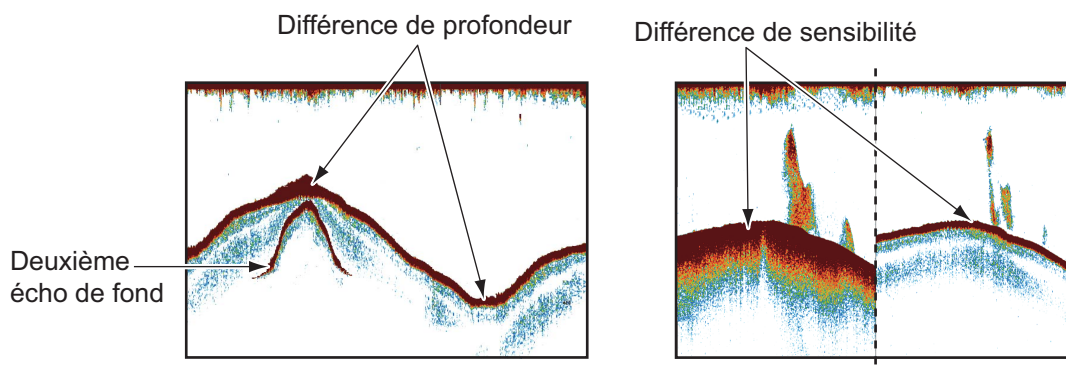 Différence de profondeur
Différence de sensibilité
Deuxième
écho de fond